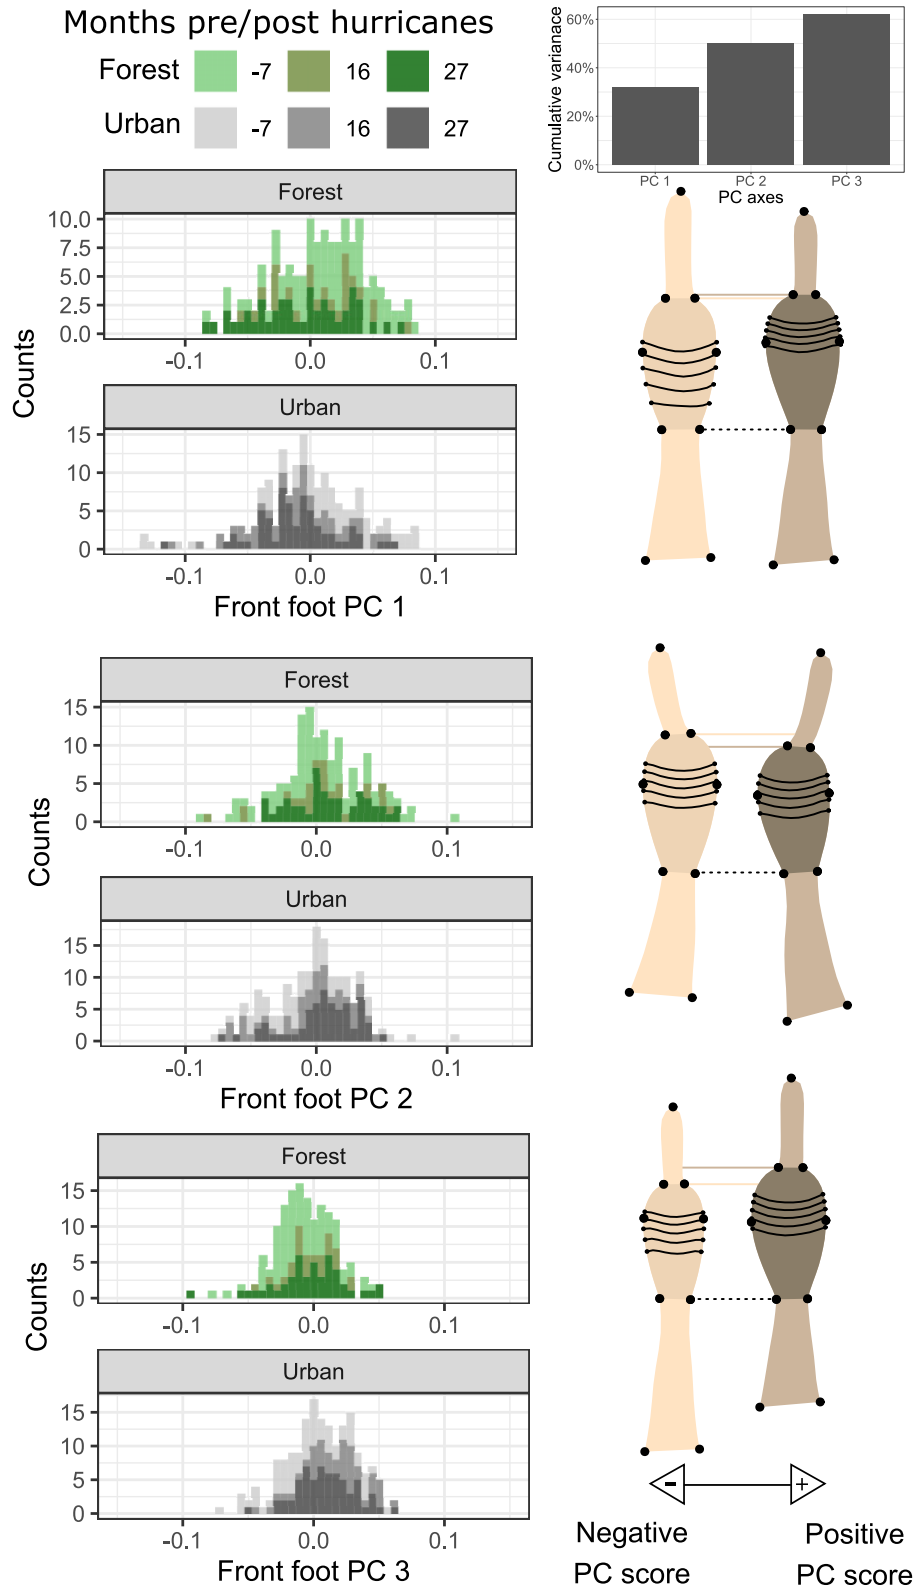 Months pre/post hurricanes
Forest -7 16 27
Urban -7 16 27
Cumulative varianace
60%
40%
20%
0%
PC 1 PC 2 PC 3
PC axes
Forest
10.0
7.5
5.0
2.5
0.0
-0.1 0.0 0.1
Counts
Urban
15
10
5
0
-0.1 0.0 0.1
Front foot PC 1
Forest
15
10
5
0
-0.1 0.0 0.1
Counts
Urban
15
10
5
0
-0.1 0.0 0.1
Front foot PC 2
Forest
15
10
5
0
-0.1 0.0 0.1
Counts
Urban
15
10
5
0
-0.1 0.0 0.1
Front foot PC 3
- +
Negative Positive
PC score PC score